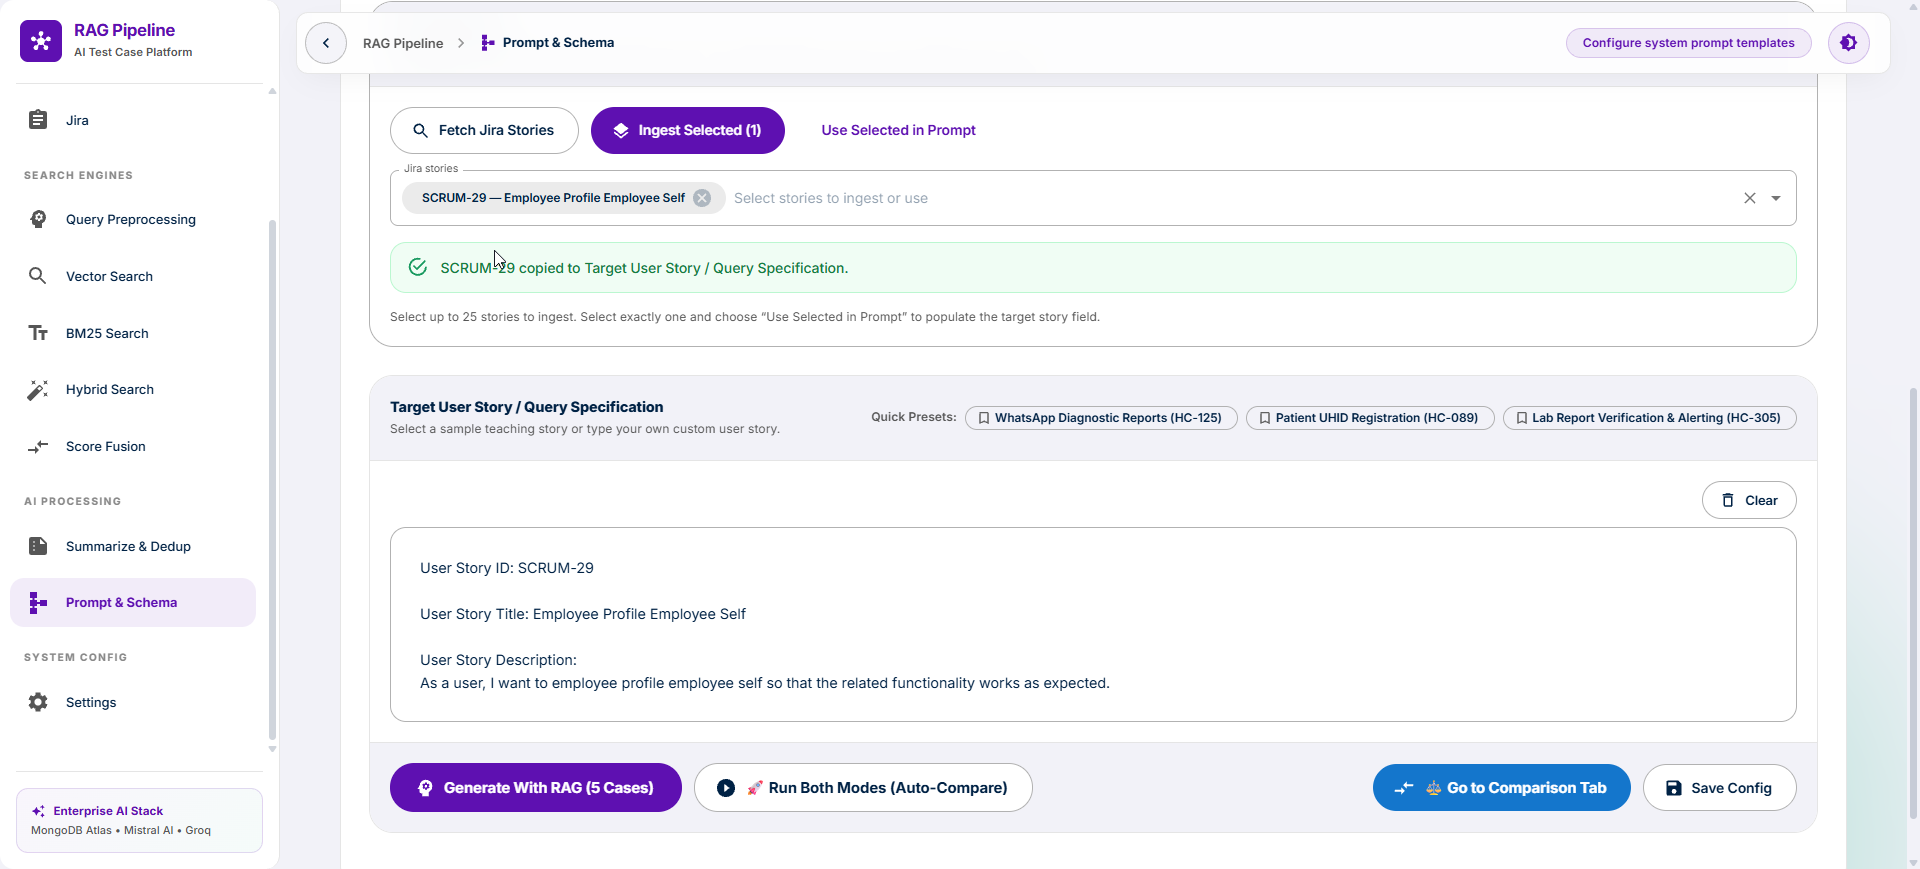 RAG Pipeline
AI Test Case Platform
Jira
SEARCH ENGINES
Query Preprocessing
Vector Search
BM25 Search
Hybrid Search
Score Fusion
AI PROCESSING
Summarize & Dedup
Prompt & Schema
SYSTEM CONFIG
Settings
Enterprise AI Stack
MongoDB Atlas • Mistral AI • Groq
RAG Pipeline > Prompt & Schema
Configure system prompt templates
Fetch Jira Stories
Ingest Selected (1)
Use Selected in Prompt
Jira stories
SCRUM-29 — Employee Profile Employee Self
Select stories to ingest or use
SCRUM-29 copied to Target User Story / Query Specification.
Select up to 25 stories to ingest. Select exactly one and choose “Use Selected in Prompt” to populate the target story field.
Target User Story / Query Specification
Select a sample teaching story or type your own custom user story.
Quick Presets:
WhatsApp Diagnostic Reports (HC-125)
Patient UHID Registration (HC-089)
Lab Report Verification & Alerting (HC-305)
Clear
User Story ID: SCRUM-29
User Story Title: Employee Profile Employee Self
User Story Description:
As a user, I want to employee profile employee self so that the related functionality works as expected.
Generate With RAG (5 Cases)
🚀 Run Both Modes (Auto-Compare)
⚖️ Go to Comparison Tab
Save Config